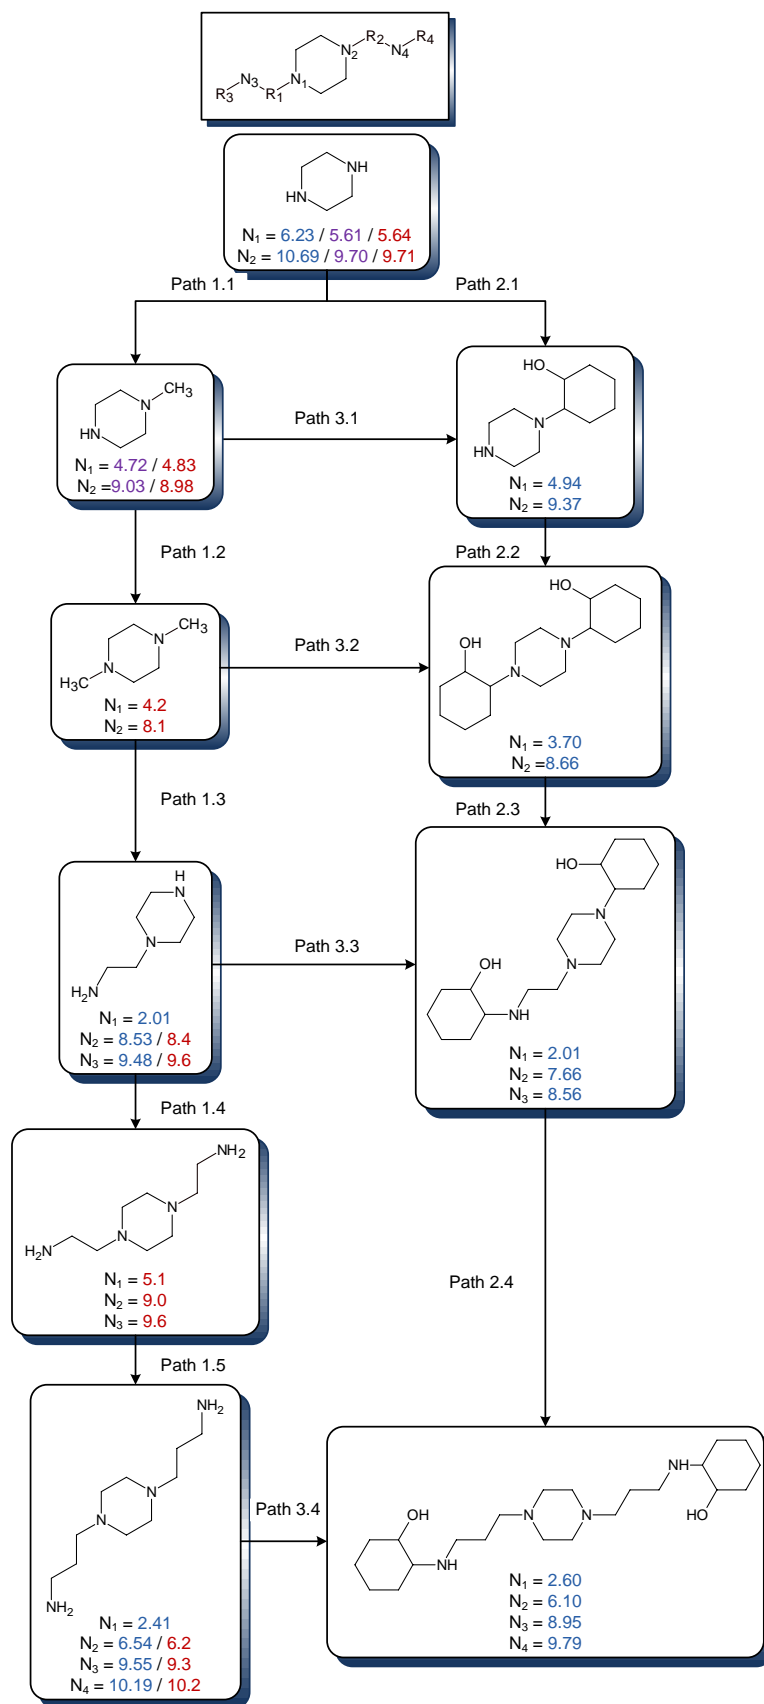 R3 N3 R1 N1 N2 R2 N4 R4
NH
HN
N1 = 6.23 / 5.61 / 5.64
N2 = 10.69 / 9.70 / 9.71
Path 1.1
Path 2.1
CH3
N
HN
N1 = 4.72 / 4.83
N2 =9.03 / 8.98
Path 3.1
HO
N
HN
N1 = 4.94
N2 = 9.37
Path 1.2
Path 2.2
CH3
N
N
H3C
N1 = 4.2
N2 = 8.1
Path 3.2
HO
OH
N
N
N1 = 3.70
N2 =8.66
Path 1.3
Path 2.3
H
N
N
H2N
N1 = 2.01
N2 = 8.53 / 8.4
N3 = 9.48 / 9.6
Path 3.3
HO
N
OH
N
NH
N1 = 2.01
N2 = 7.66
N3 = 8.56
Path 1.4
NH2
N
N
H2N
N1 = 5.1
N2 = 9.0
N3 = 9.6
Path 2.4
Path 1.5
NH2
N
N
NH2
N1 = 2.41
N2 = 6.54 / 6.2
N3 = 9.55 / 9.3
N4 = 10.19 / 10.2
Path 3.4
NH
OH
N
N
HO
NH
N1 = 2.60
N2 = 6.10
N3 = 8.95
N4 = 9.79